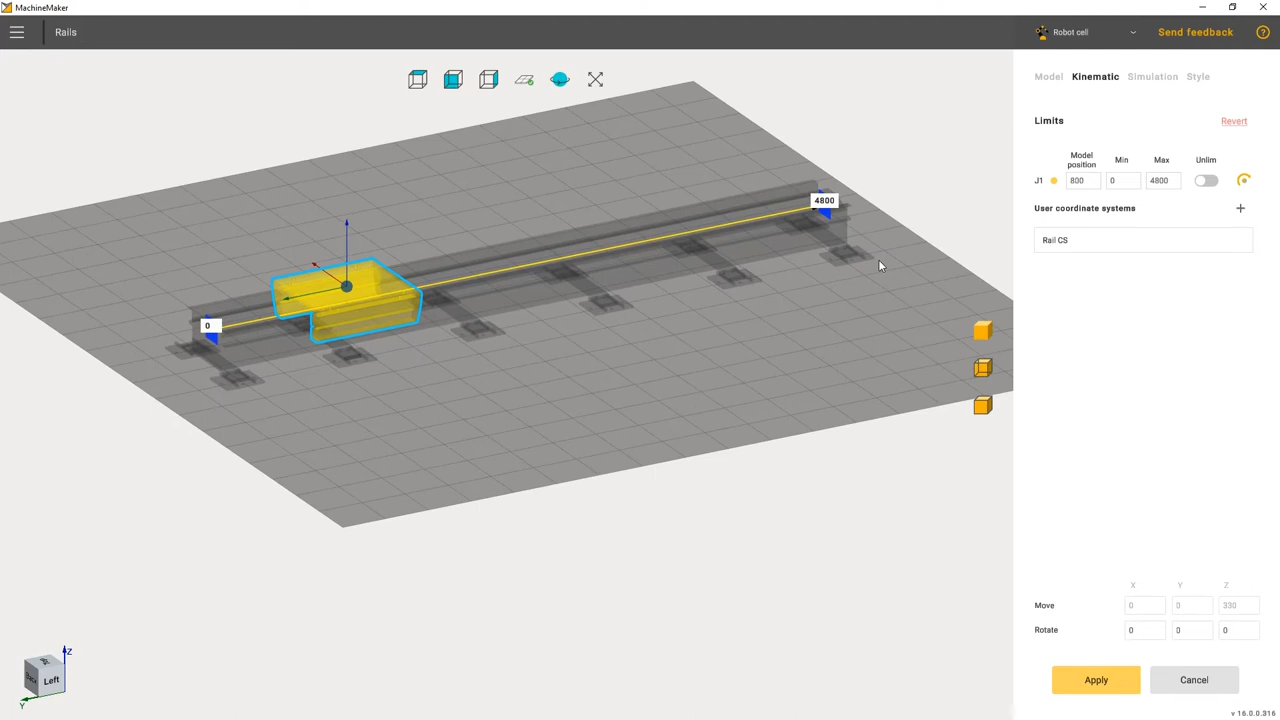 MachineMaker
Rails
Robot cell
Send feedback
Model Kinematic Simulation Style
Limits
Revert
Model position Min Max Unlim
J1 800 0 4800
User coordinate systems
Rail CS
4800
0
X Y Z
Move 0 0 330
Rotate 0 0 0
Apply Cancel
Top
Back
Left
Z
Y
v 16.0.0.316